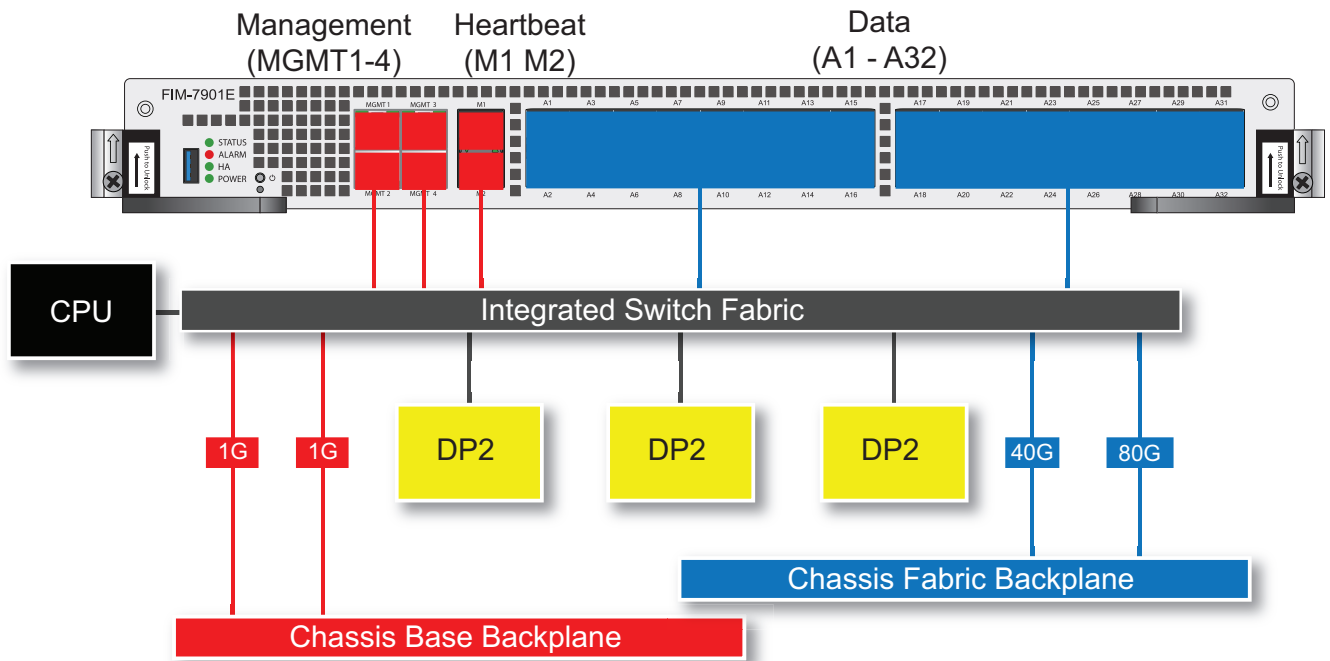 Management
(MGMT1-4)
Heartbeat
(M1 M2)
Data
(A1 - A32)
FIM-7901E
MGMT 1 MGMT 3
M1
A1 A3 A5 A7 A9 A11 A13 A15
A17 A19 A21 A23 A25 A27 A29 A31
STATUS
ALARM
HA
POWER
Push to Unlock
Push to Unlock
MGMT 2 MGMT 4
M2
A2 A4 A6 A8 A10 A12 A14 A16
A18 A20 A22 A24 A26 A28 A30 A32
CPU
Integrated Switch Fabric
1G
1G
DP2
DP2
DP2
40G
80G
Chassis Fabric Backplane
Chassis Base Backplane